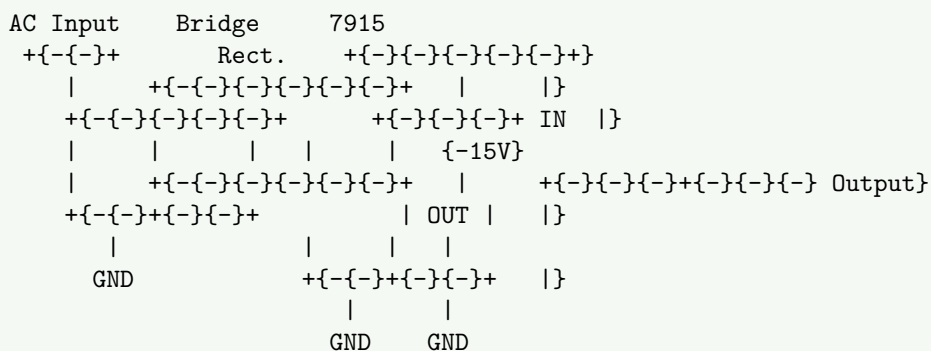 AC Input Bridge 7915
+{-{-}+ Rect. +{-}{-}{-}{-}{-}+}
| +{-{-}{-}{-}{-}{-}+ | |}
+{-{-}{-}{-}{-}+ +{-}{-}{-}+ IN |}
| | | | | {-15V}
| +{-{-}{-}{-}{-}{-}+ | +{-}{-}{-}+{-}{-}{-} Output}
+{-{-}+{-}{-}+ | OUT | |}
| | | |
GND +{-{-}+{-}{-}+ |}
| |
GND GND